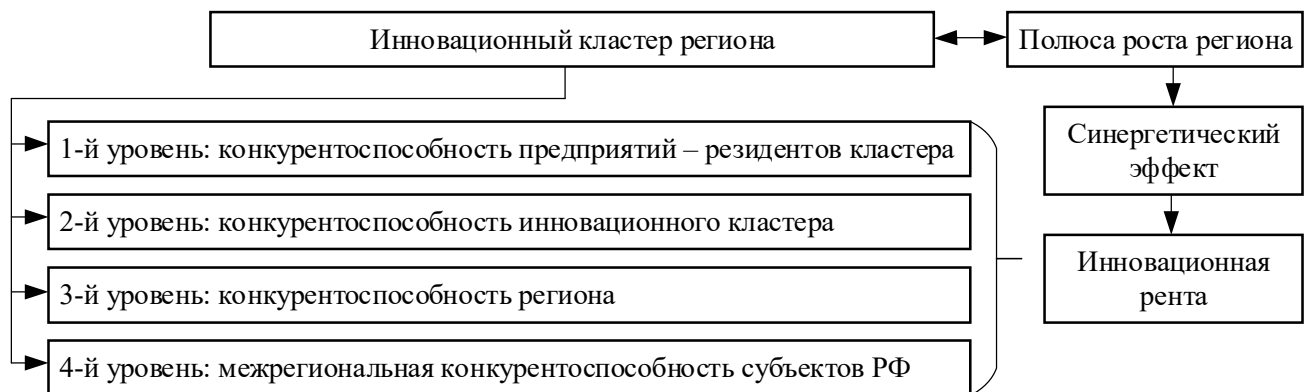 Инновационный кластер региона
Полюса роста региона
1-й уровень: конкурентоспособность предприятий – резидентов кластера
2-й уровень: конкурентоспособность инновационного кластера
3-й уровень: конкурентоспособность региона
4-й уровень: межрегиональная конкурентоспособность субъектов РФ
Синергетический
эффект
Инновационная
рента